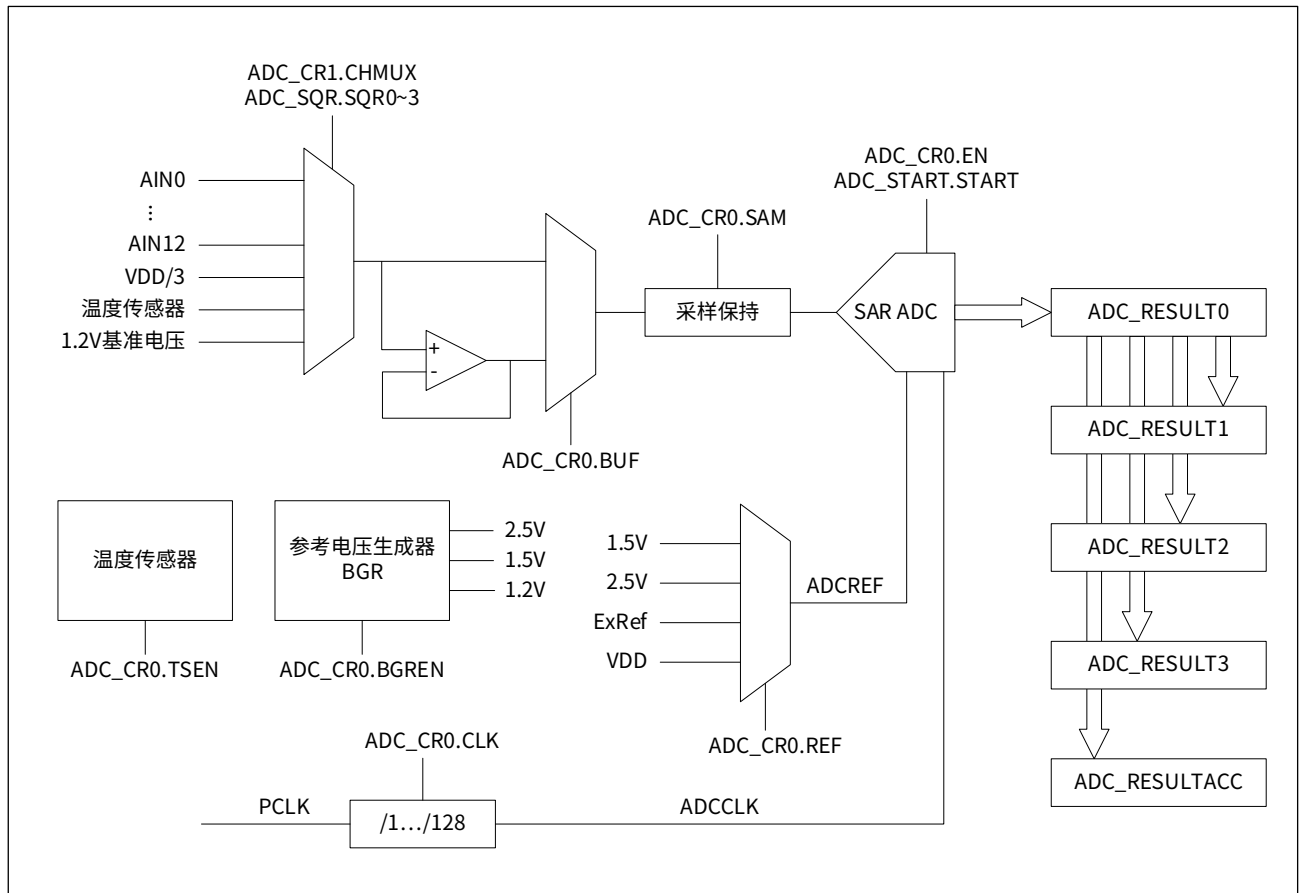 ADC_CR1.CHMUX
ADC_SQR.SQR0~3
AIN0
⋮
AIN12
VDD/3
温度传感器
1.2V基准电压
+
-
ADC_CR0.BUF
ADC_CR0.SAM
采样保持
ADC_CR0.EN
ADC_START.START
SAR ADC
ADC_RESULT0
ADC_RESULT1
ADC_RESULT2
ADC_RESULT3
ADC_RESULTACC
温度传感器
ADC_CR0.TSEN
参考电压生成器
BGR
2.5V
1.5V
1.2V
ADC_CR0.BGREN
1.5V
2.5V
ExRef
VDD
ADCREF
ADC_CR0.REF
ADC_CR0.CLK
PCLK
/1…/128
ADCCLK